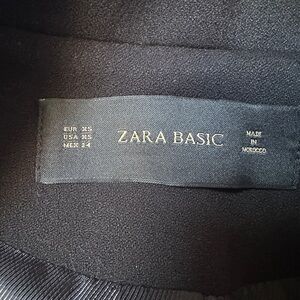 EUR XS
USA XS
MEX 24
ZARA BASIC
MADE
IN
MOROCCO